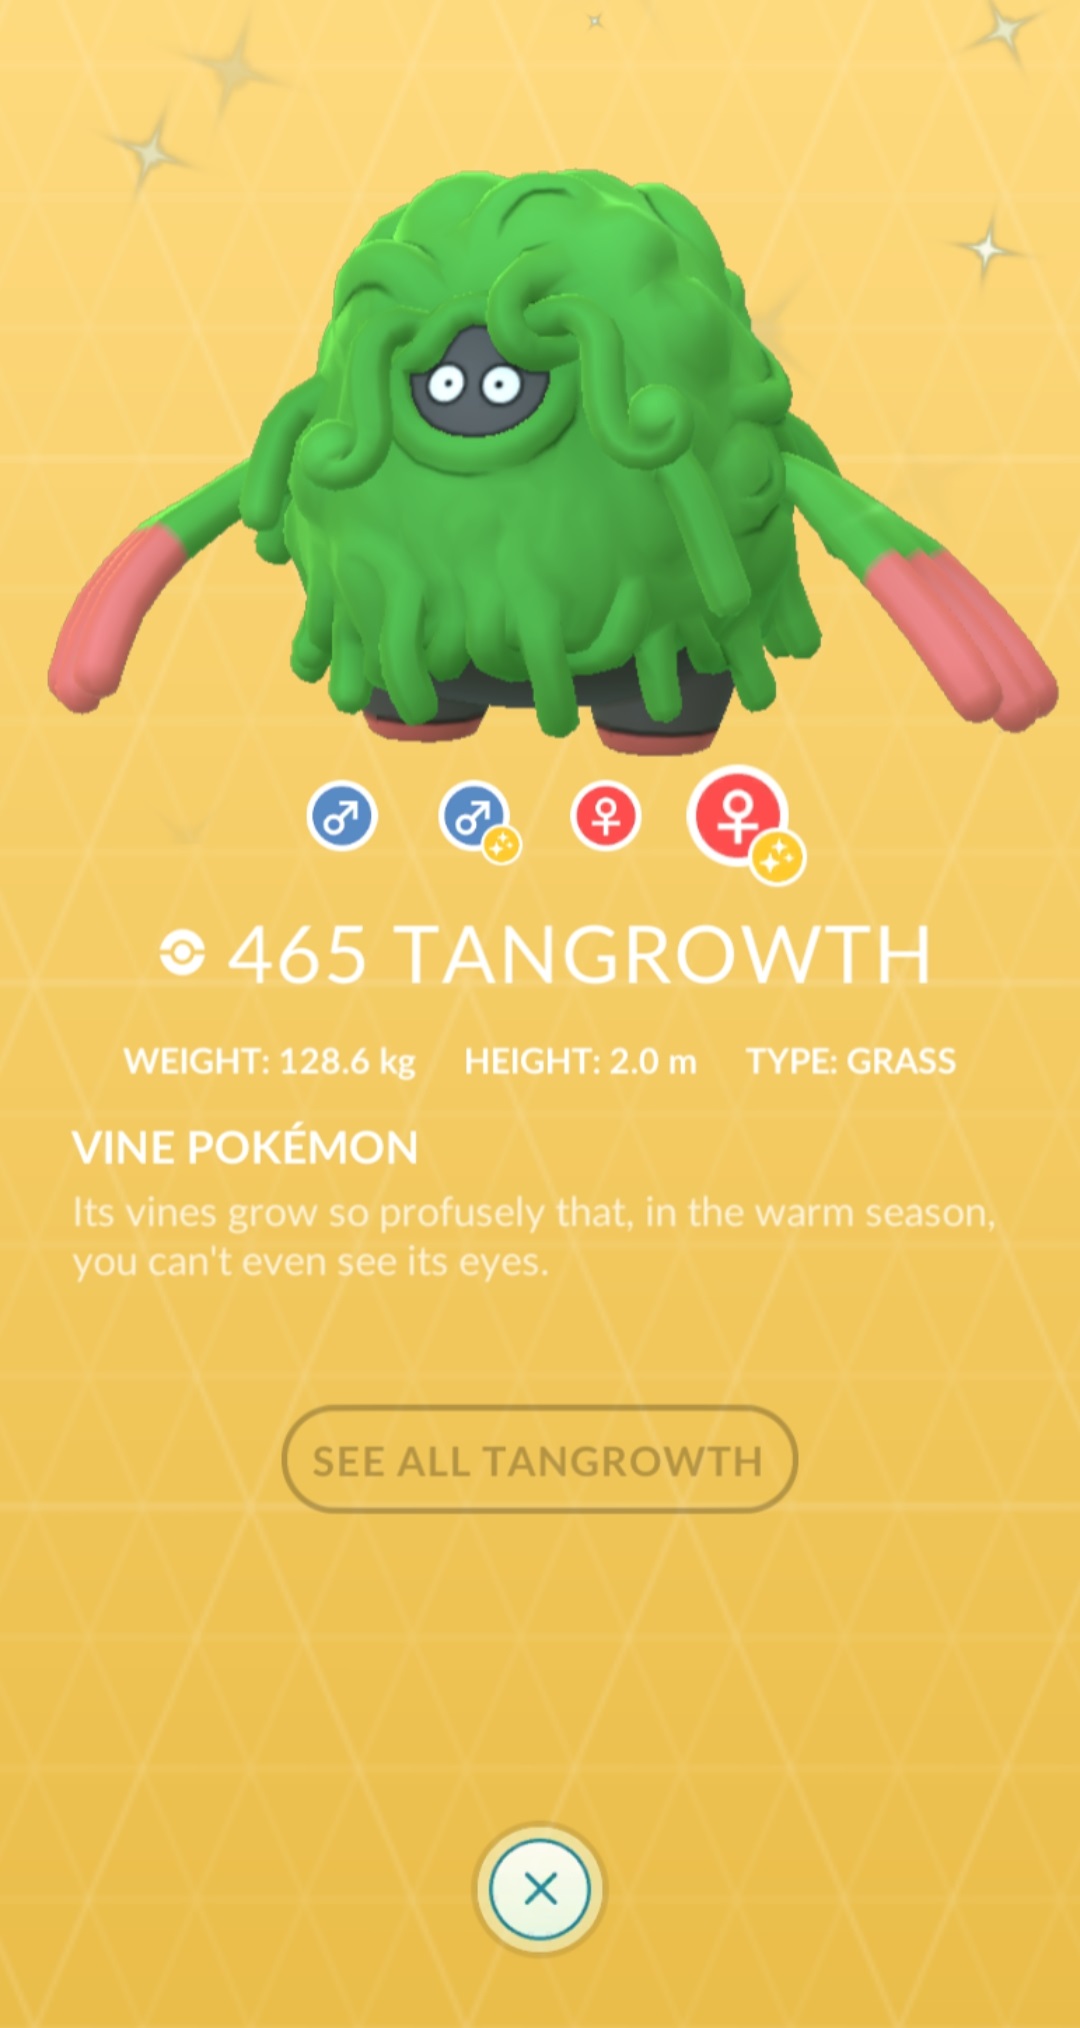 465 TANGROWTH
WEIGHT: 128.6 kg HEIGHT: 2.0 m TYPE: GRASS
VINE POKÉMON
Its vines grow so profusely that, in the warm season,
you can't even see its eyes.
SEE ALL TANGROWTH